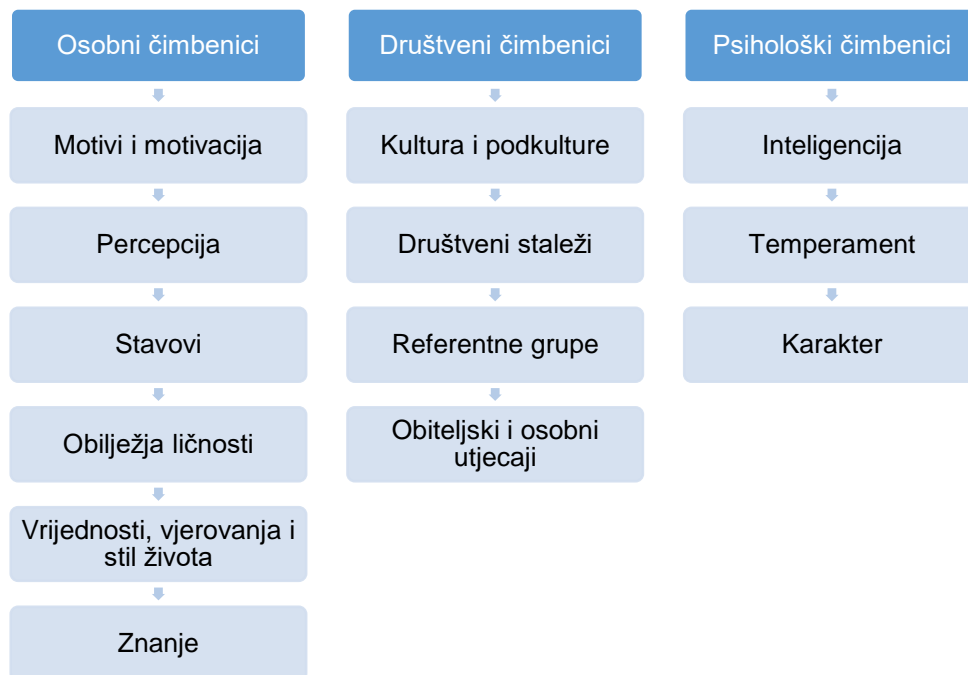 Osobni čimbenici
Motivi i motivacija
Percepcija
Stavovi
Obilježja ličnosti
Vrijednosti, vjerovanja i
stil života
Znanje
Društveni čimbenici
Kultura i podkulture
Društveni staleži
Referentne grupe
Obiteljski i osobni
utjecaji
Psihološki čimbenici
Inteligencija
Temperament
Karakter